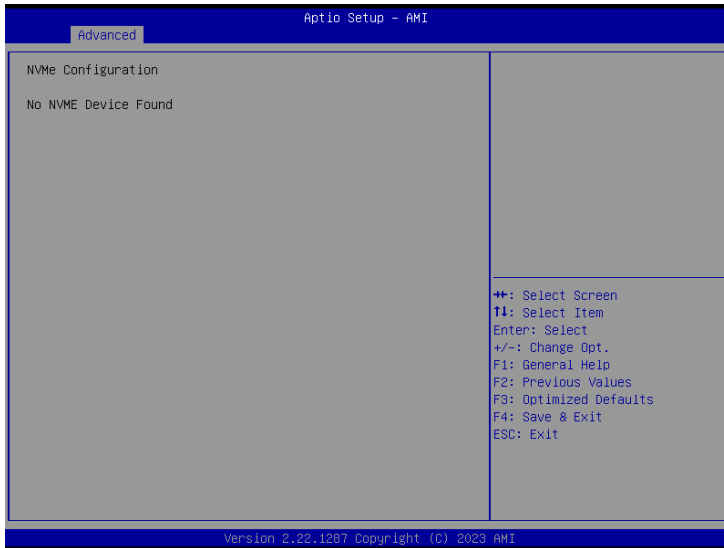 Aptio Setup – AMI
Advanced
NVMe Configuration
No NVME Device Found
→←: Select Screen
↑↓: Select Item
Enter: Select
+/-: Change Opt.
F1: General Help
F2: Previous Values
F3: Optimized Defaults
F4: Save & Exit
ESC: Exit
Version 2.22.1287 Copyright (C) 2023 AMI